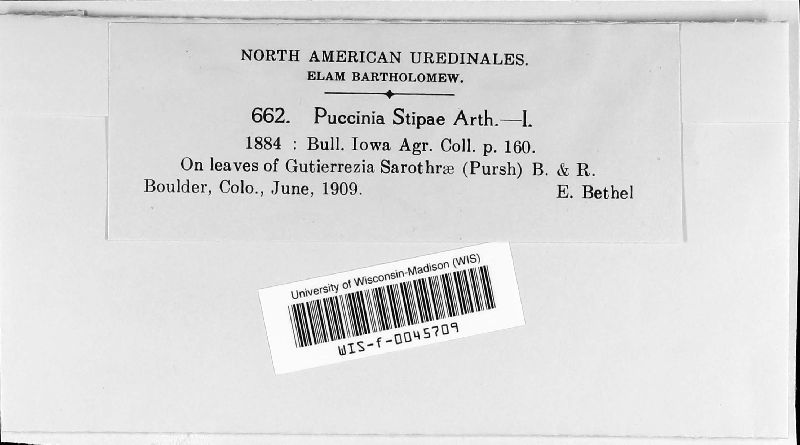 NORTH AMERICAN UREDINALES.
ELAM BARTHOLOMEW.
662. Puccinia Stipae Arth.—I.
1884 : Bull. Iowa Agr. Coll. p. 160.
On leaves of Gutierrezia Sarothræ (Pursh) B. & R.
Boulder, Colo., June, 1909. E. Bethel
University of Wisconsin-Madison (WIS)
WIS-f-0045709